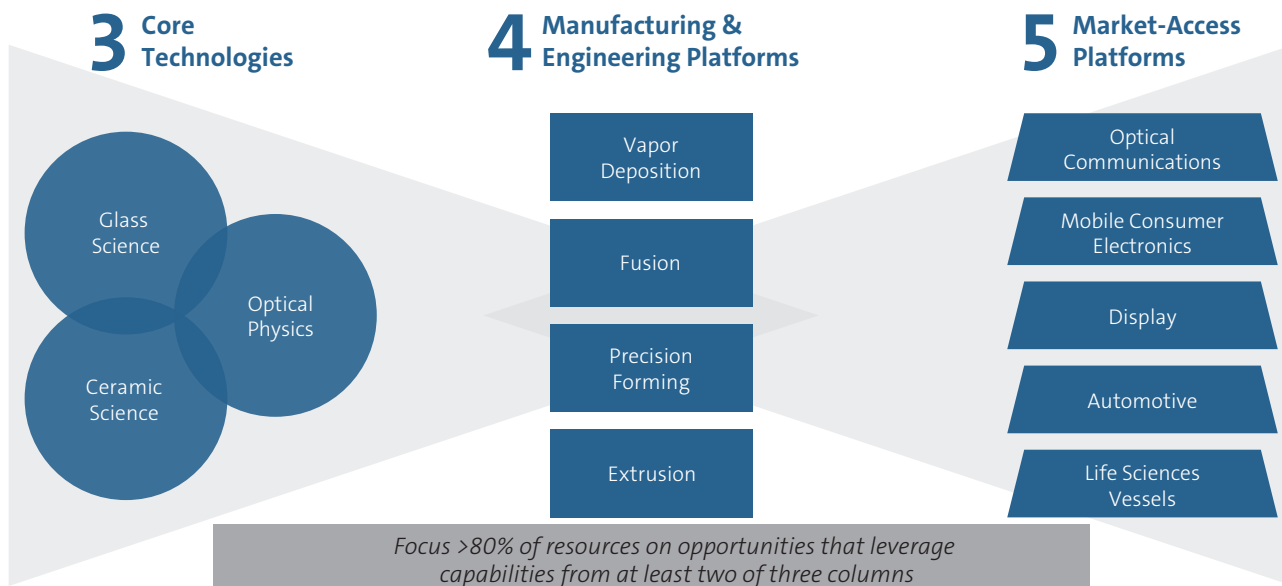 3 Core
Technologies
4 Manufacturing &
Engineering Platforms
5 Market-Access
Platforms
Glass
Science
Optical
Physics
Ceramic
Science
Vapor
Deposition
Fusion
Precision
Forming
Extrusion
Optical
Communications
Mobile Consumer
Electronics
Display
Automotive
Life Sciences
Vessels
Focus >80% of resources on opportunities that leverage
capabilities from at least two of three columns